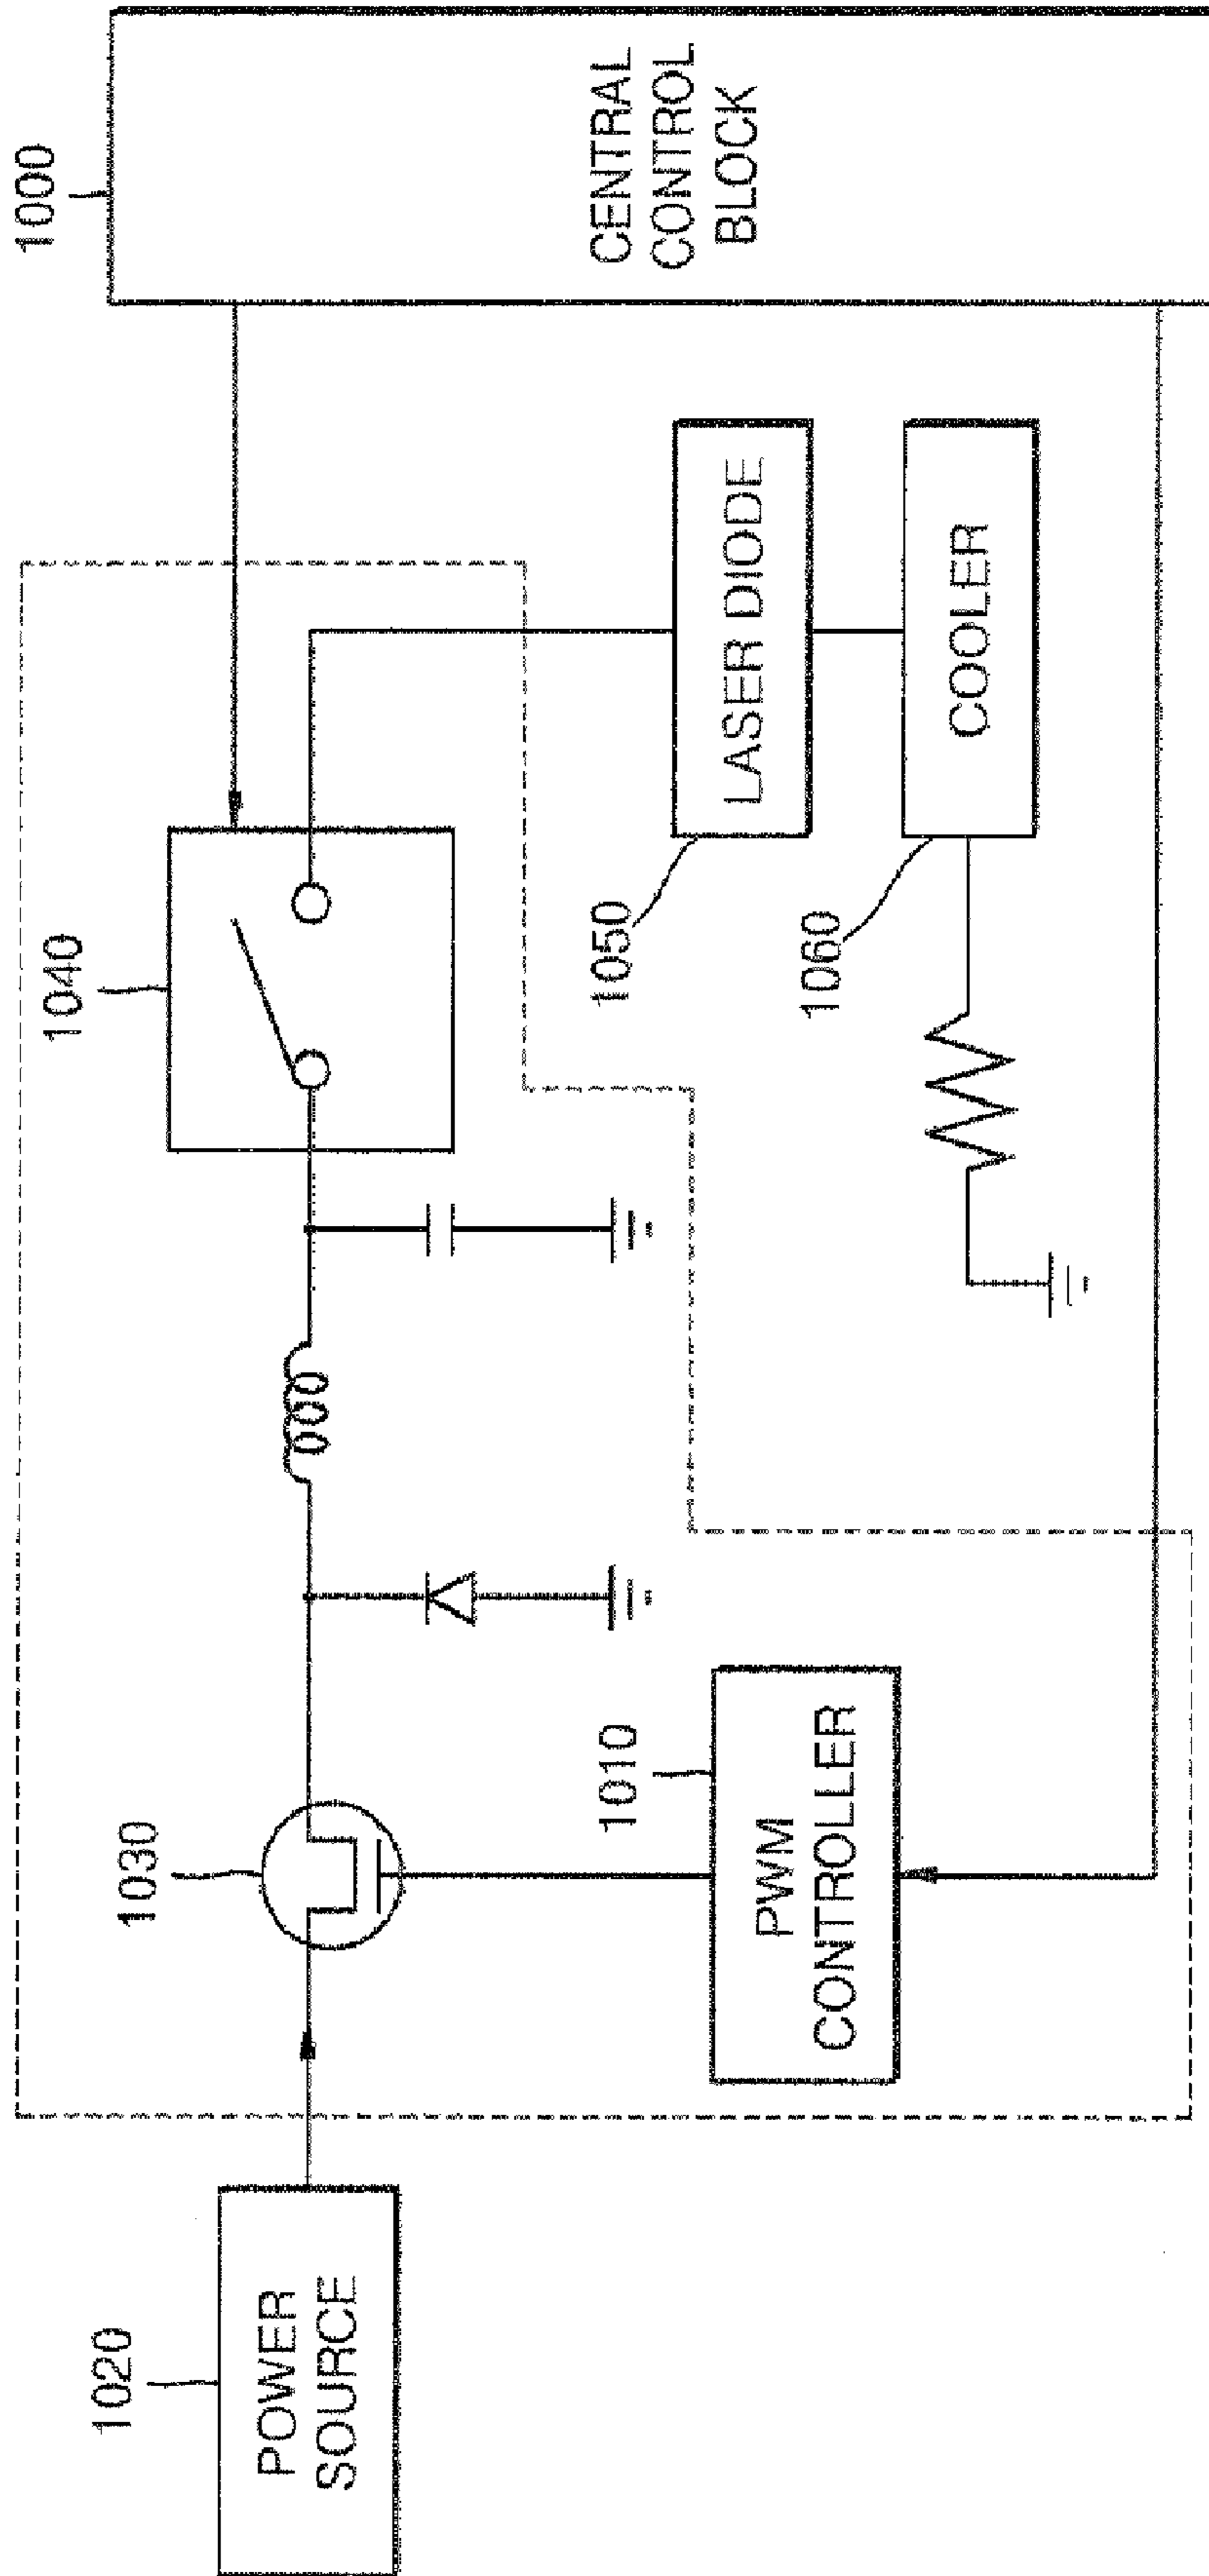 1020
POWER
SOURCE
1030
1010
PWM
CONTROLLER
1040
1050
LASER DIODE
1060
COOLER
1000
CENTRAL
CONTROL
BLOCK